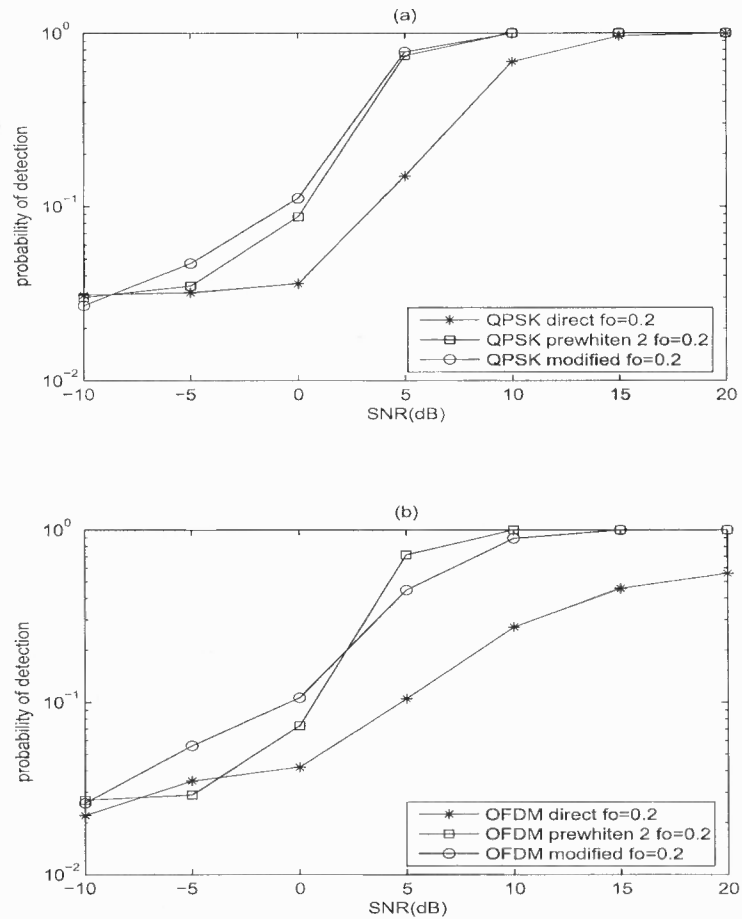 (a)
10^0
10^-1
10^-2
probability of detection
QPSK direct fo=0.2
QPSK prewhiten 2 fo=0.2
QPSK modified fo=0.2
-10 -5 0 5 10 15 20
SNR(dB)
(b)
10^0
10^-1
10^-2
probability of detection
OFDM direct fo=0.2
OFDM prewhiten 2 fo=0.2
OFDM modified fo=0.2
-10 -5 0 5 10 15 20
SNR(dB)